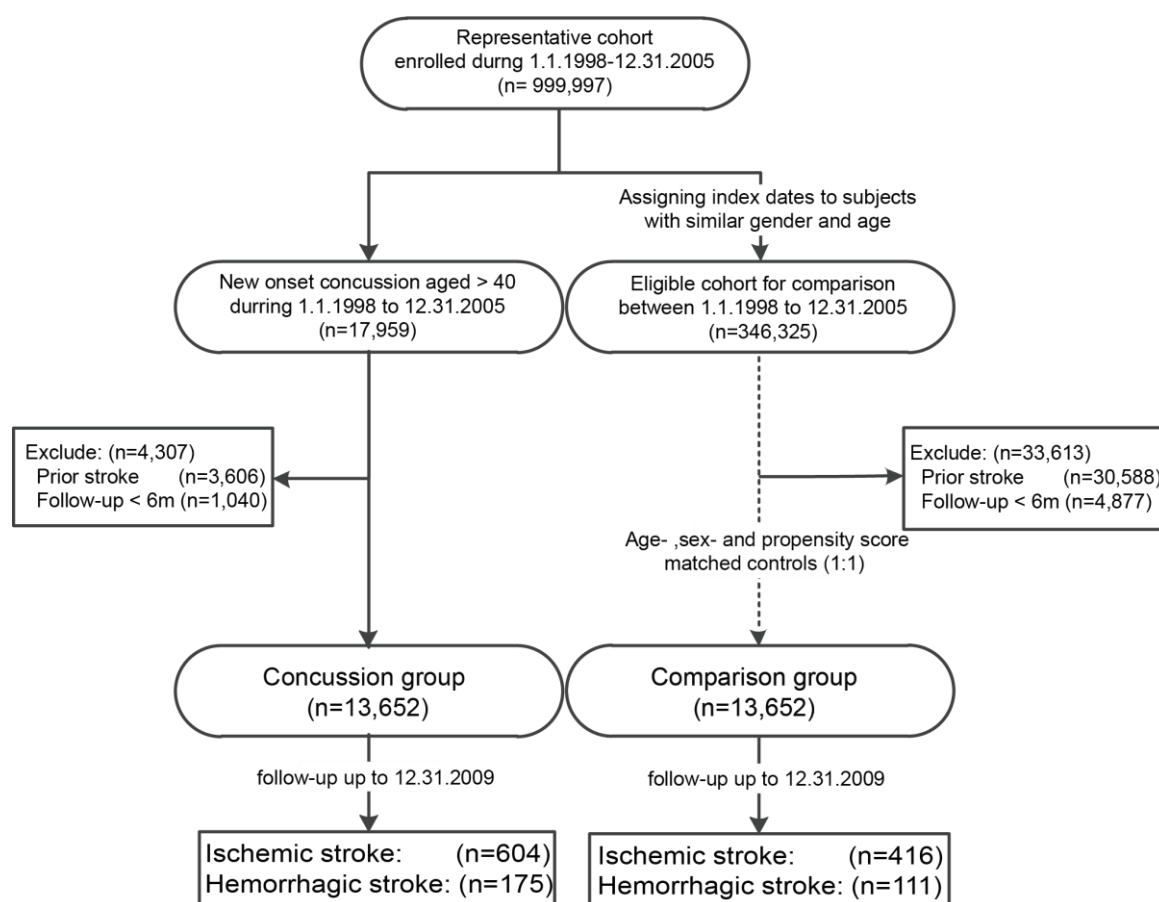 Representative cohort
enrolled durng 1.1.1998-12.31.2005
(n= 999,997)
Assigning index dates to subjects
with similar gender and age
New onset concussion aged > 40
durring 1.1.1998 to 12.31.2005
(n=17,959)
Eligible cohort for comparison
between 1.1.1998 to 12.31.2005
(n=346,325)
Exclude: (n=4,307)
Prior stroke (n=3,606)
Follow-up < 6m (n=1,040)
Exclude: (n=33,613)
Prior stroke (n=30,588)
Follow-up < 6m (n=4,877)
Age- ,sex- and propensity score
matched controls (1:1)
Concussion group
(n=13,652)
Comparison group
(n=13,652)
follow-up up to 12.31.2009
follow-up up to 12.31.2009
Ischemic stroke: (n=604)
Hemorrhagic stroke: (n=175)
Ischemic stroke: (n=416)
Hemorrhagic stroke: (n=111)